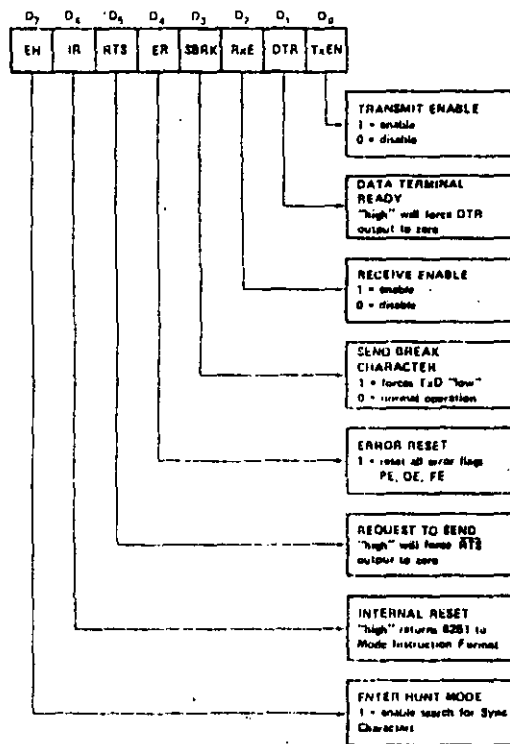 D7 D6 D5 D4 D3 D2 D1 D0
EH IR RTS ER SBRK RxE DTR TxEN
TRANSMIT ENABLE
1 = enable
0 = disable
DATA TERMINAL
READY
"high" will force DTR
output to zero
RECEIVE ENABLE
1 = enable
0 = disable
SEND BREAK
CHARACTER
1 = forces TxD "low"
0 = normal operation
ERROR RESET
1 = reset all error flags
PE, OE, FE
REQUEST TO SEND
"high" will force RTS
output to zero
INTERNAL RESET
"high" returns 8251 to
Mode Instruction Format
ENTER HUNT MODE
1 = enable search for Sync
Characters